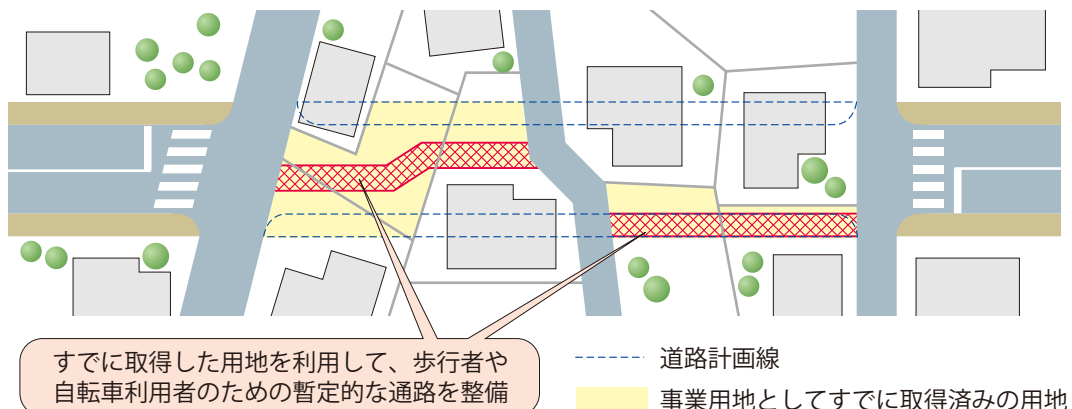 すでに取得した用地を利用して、歩行者や
自転車利用者のための暫定的な通路を整備
道路計画線
事業用地としてすでに取得済みの用地